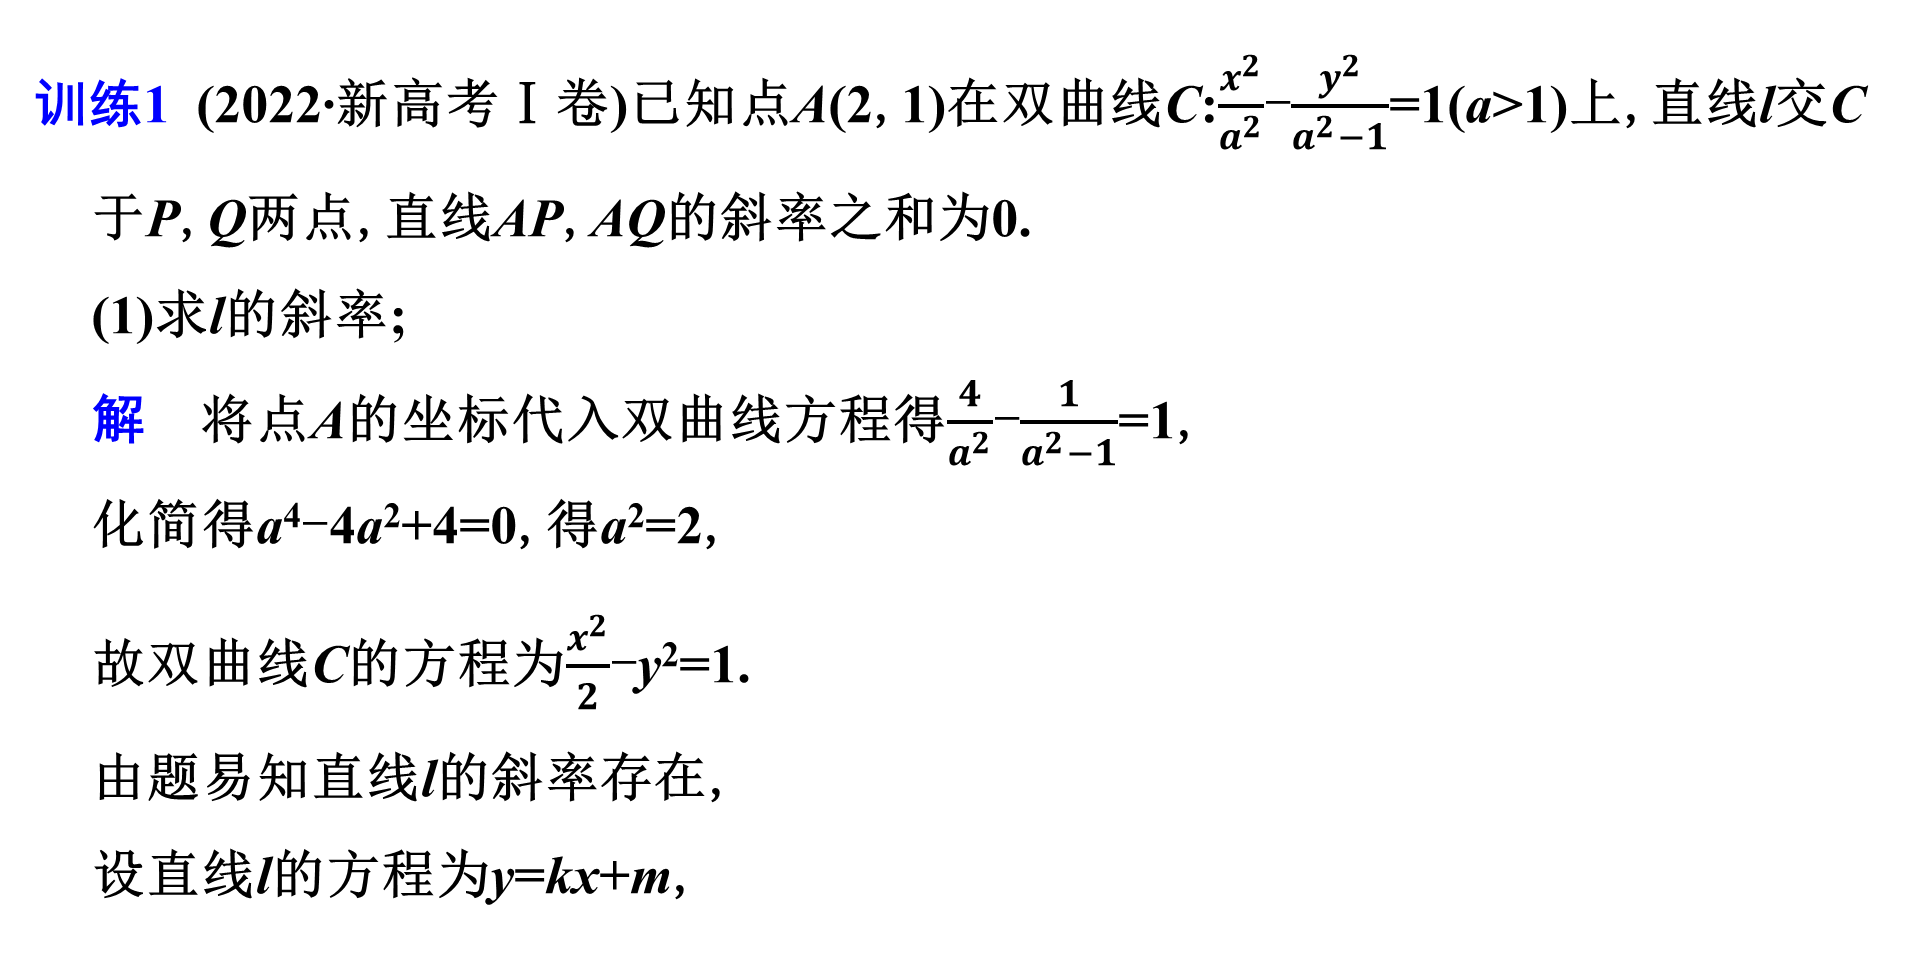 训练1 (2022·新高考Ⅰ卷)已知点A(2, 1)在双曲线C:x²/a²−y²/(a²−1)=1(a>1)上, 直线l交C
于P, Q两点, 直线AP, AQ的斜率之和为0.
(1)求l的斜率;
解 将点A的坐标代入双曲线方程得4/a²−1/(a²−1)=1,
化简得a⁴−4a²+4=0, 得a²=2,
故双曲线C的方程为x²/2−y²=1.
由题易知直线l的斜率存在,
设直线l的方程为y=kx+m,